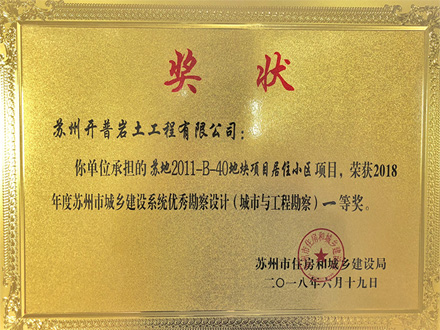 奖 状
苏州开普岩土工程有限公司：
你单位承担的苏地2011-B-40地块项目居住小区项目，荣获2018
年度苏州市城乡建设系统优秀勘察设计（城市与工程勘察）一等奖。
苏州市住房和城乡建设局
二〇一八年六月十九日